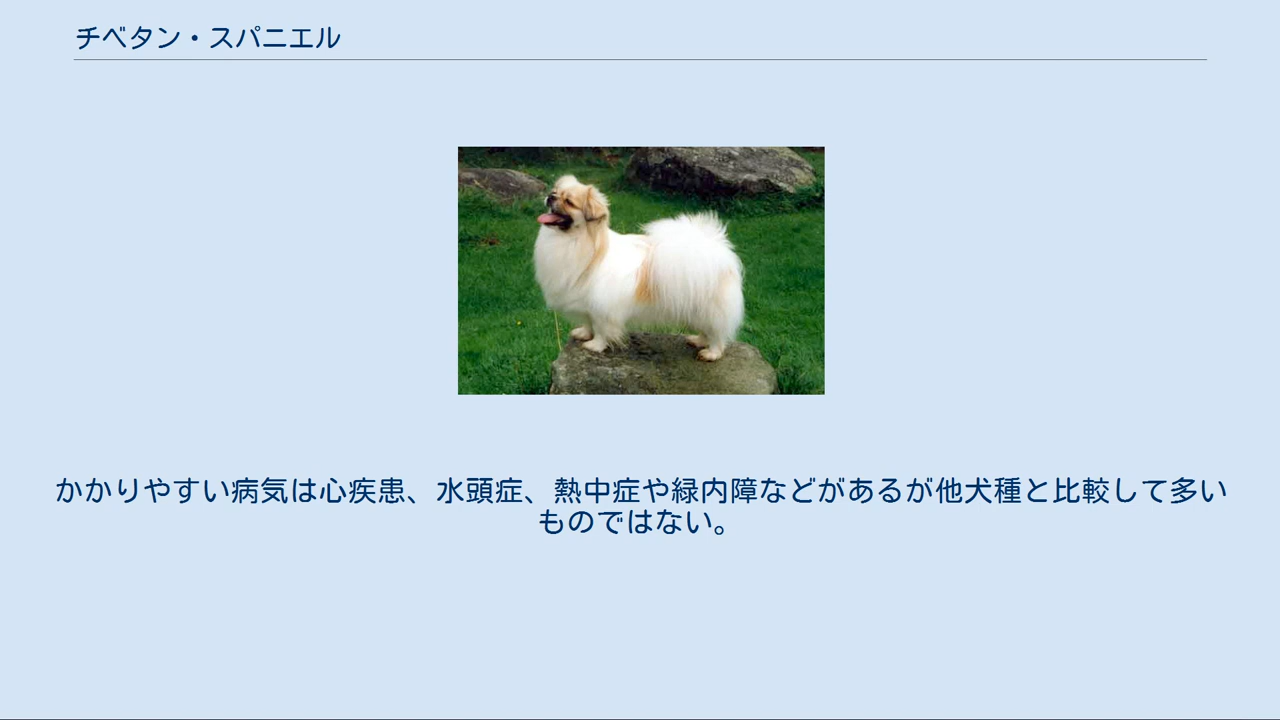 チベタン・スパニエル
かかりやすい病気は心疾患、水頭症、熱中症や緑内障などがあるが他犬種と比較して多い
ものではない。